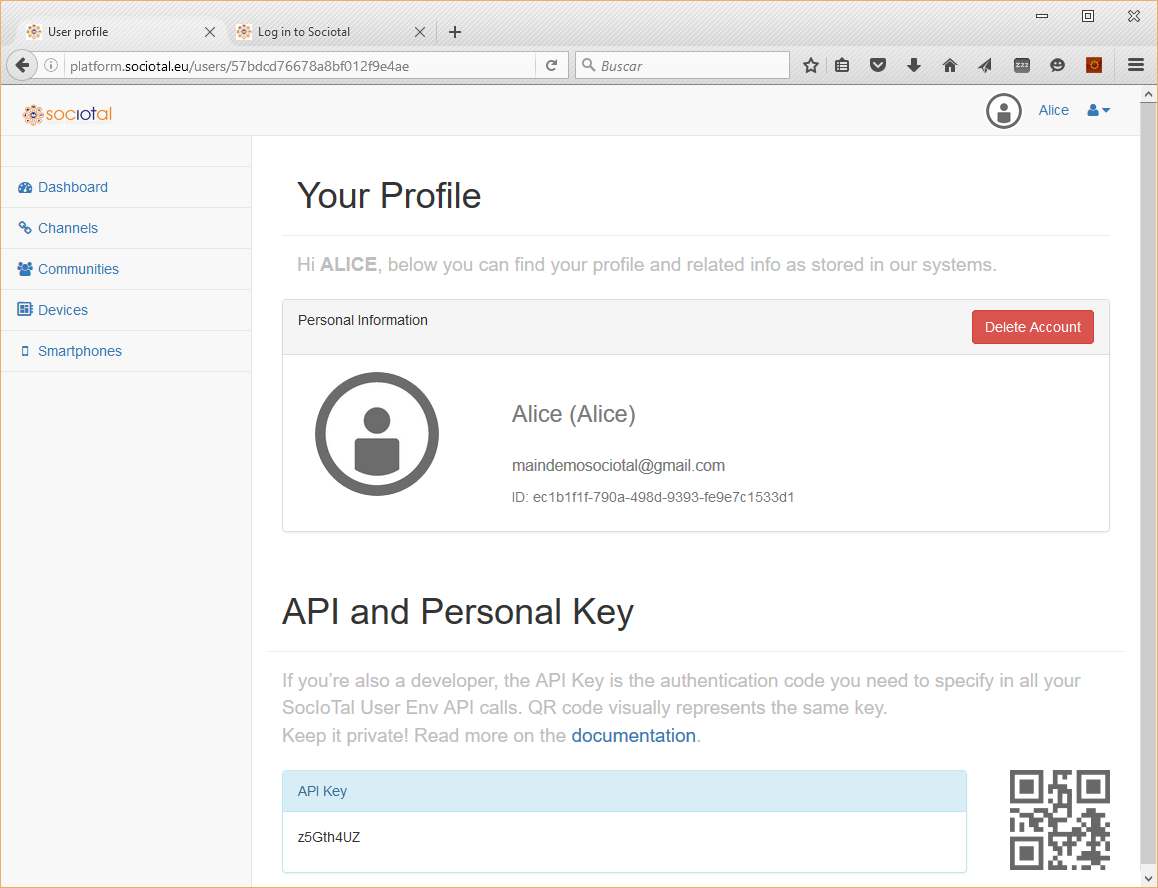 User profile
Log in to Sociotal
platform.sociotal.eu/users/57bdcd76678a8bf012f9e4ae
Buscar
zzz
sociotal
Alice
Dashboard
Channels
Communities
Devices
Smartphones
Your Profile
Hi ALICE, below you can find your profile and related info as stored in our systems.
Personal Information
Delete Account
Alice (Alice)
maindemosociotal@gmail.com
ID: ec1b1f1f-790a-498d-9393-fe9e7c1533d1
API and Personal Key
If you’re also a developer, the API Key is the authentication code you need to specify in all your
SocIoTal User Env API calls. QR code visually represents the same key.
Keep it private! Read more on the documentation.
API Key
z5Gth4UZ